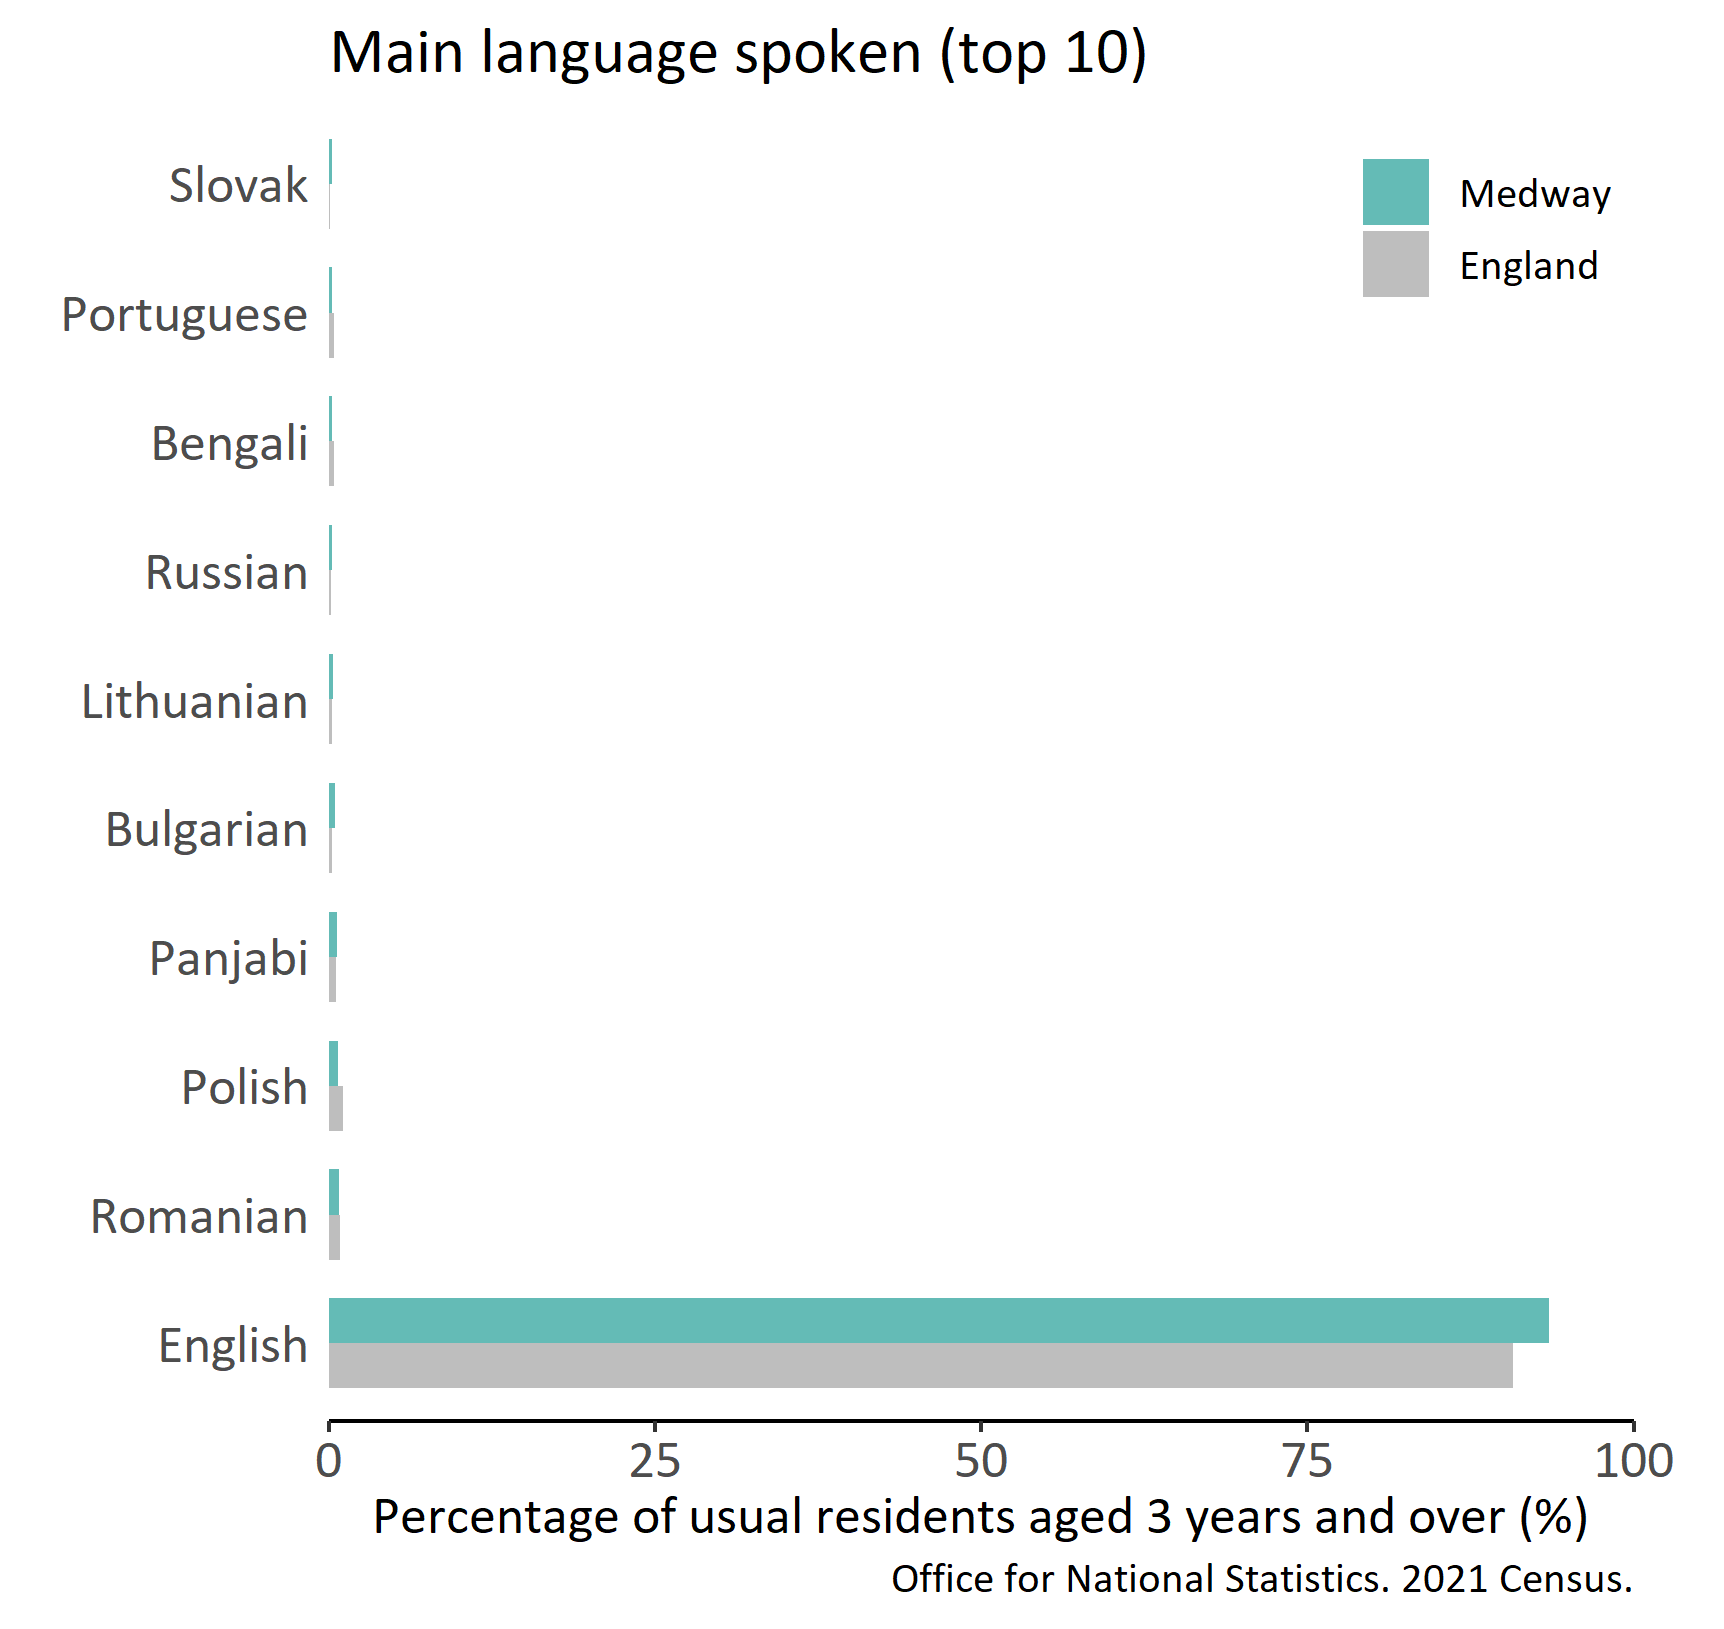 Main language spoken (top 10)
Medway
England
Slovak
Portuguese
Bengali
Russian
Lithuanian
Bulgarian
Panjabi
Polish
Romanian
English
0 25 50 75 100
Percentage of usual residents aged 3 years and over (%)
Office for National Statistics. 2021 Census.